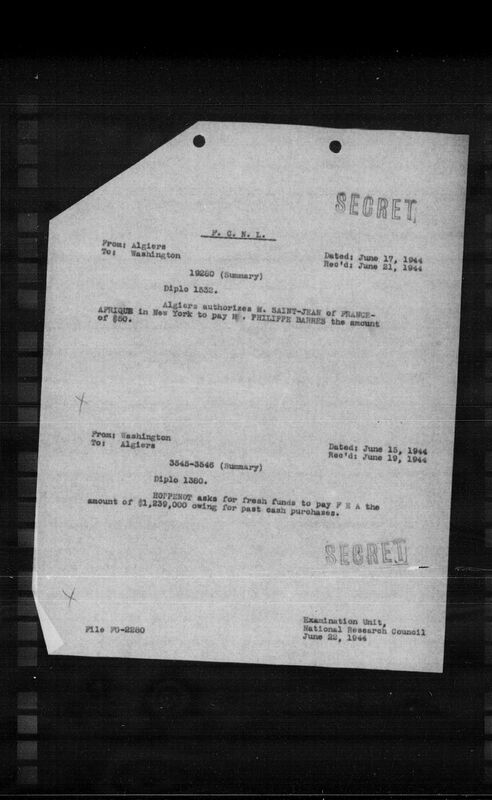 SECRET
F. C. N. L.
From: Algiers
To: Washington
Dated: June 17, 1944
Rec'd: June 21, 1944
19280 (Summary)
Diplo 1532.
Algiers authorizes M. SAINT-JEAN of FRANCE-
AFRIQUE in New York to pay M. PHILIPPE BARRES the amount
of $50.
From: Washington
To: Algiers
Dated: June 15, 1944
Rec'd: June 19, 1944
3545-3546 (Summary)
Diplo 1380.
HOPPENOT asks for fresh funds to pay F E A the
amount of $1,239,000 owing for past cash purchases.
SECRET
File FG-2280
Examination Unit,
National Research Council
June 22, 1944